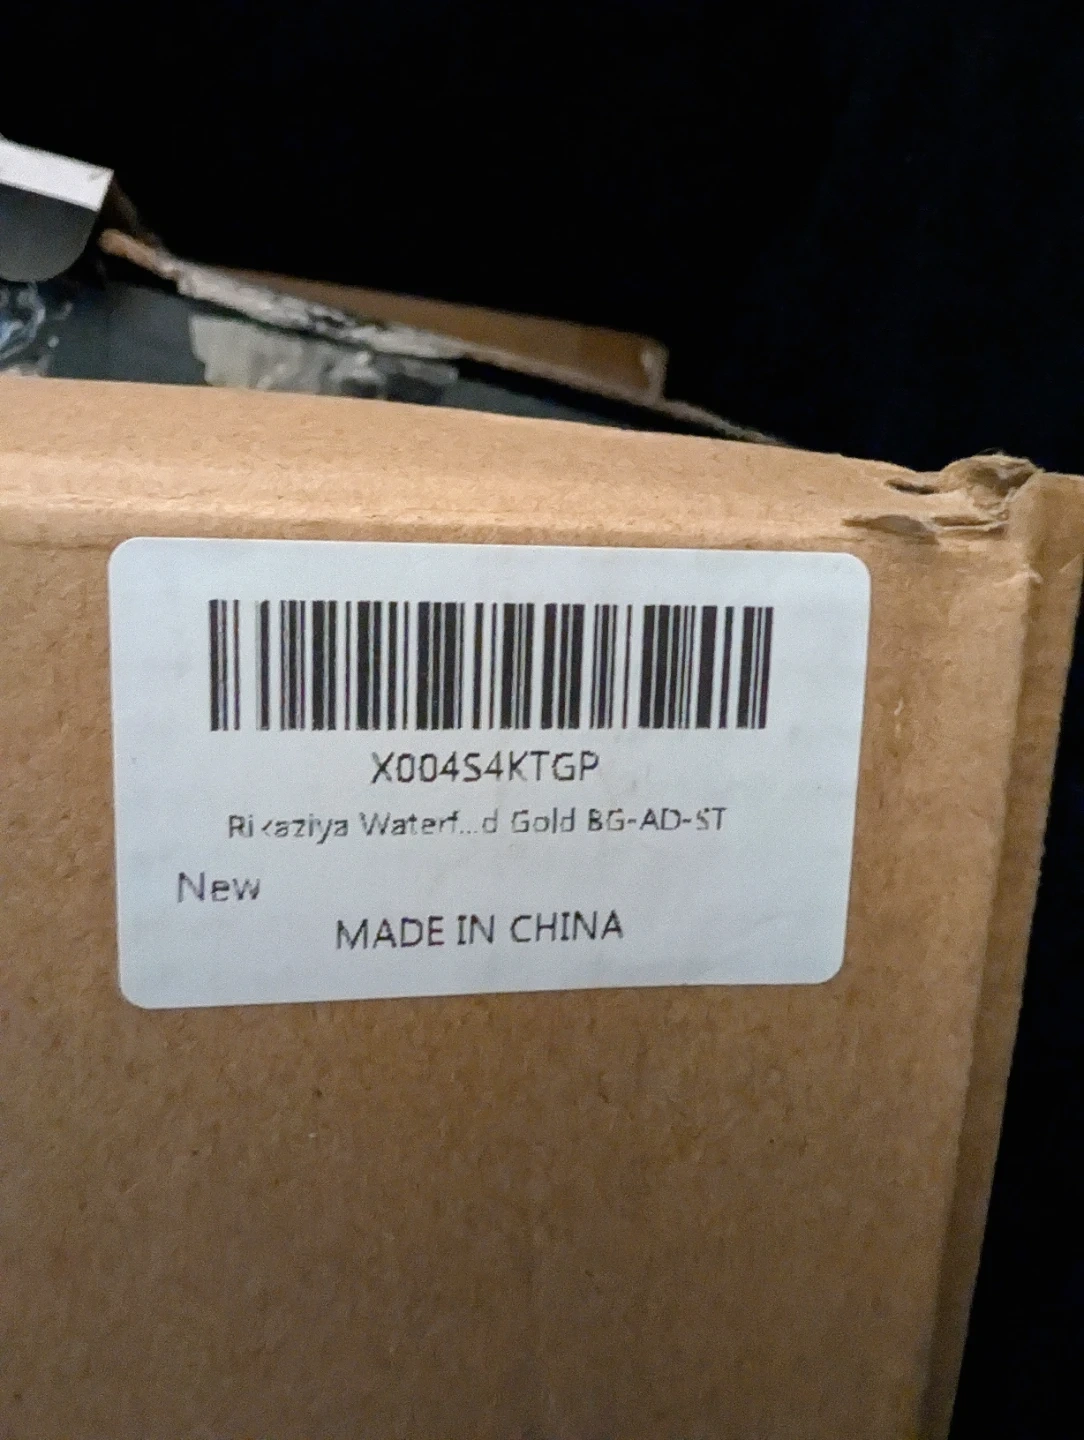 X004S4KTGP
Rikaziya Waterf...d Gold BG-AD-ST
New
MADE IN CHINA